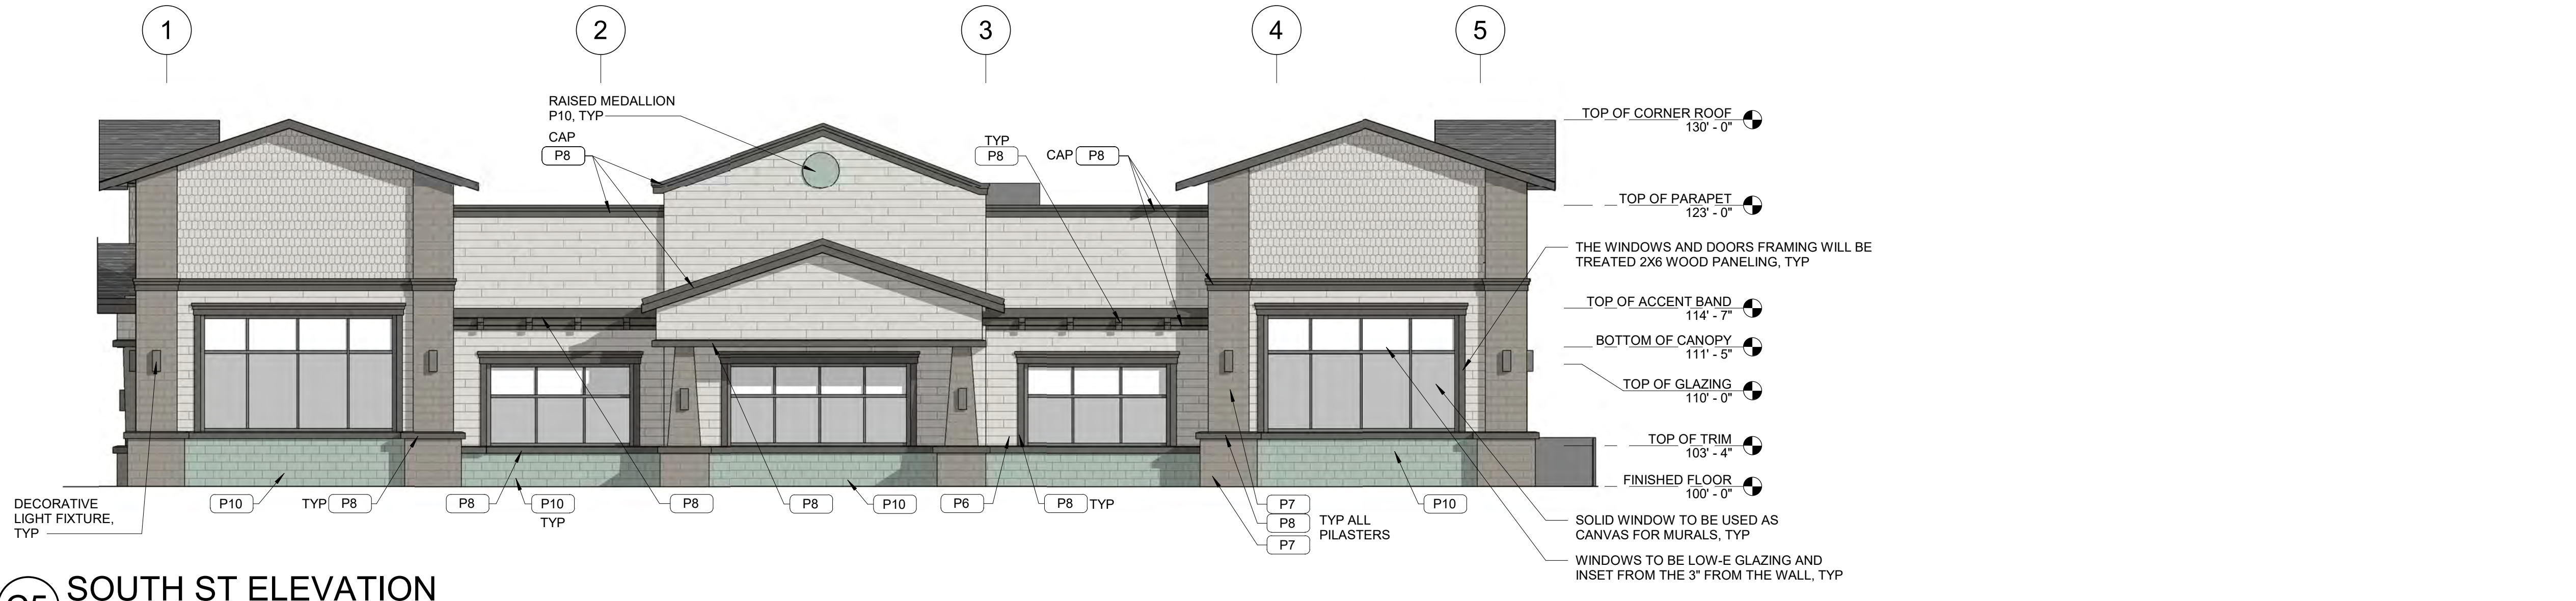 1 2 3 4 5
RAISED MEDALLION
P10, TYP
CAP
P8
TYP
P8
CAP P8
TOP OF CORNER ROOF
130' - 0"
TOP OF PARAPET
123' - 0"
THE WINDOWS AND DOORS FRAMING WILL BE
TREATED 2X6 WOOD PANELING, TYP
TOP OF ACCENT BAND
114' - 7"
BOTTOM OF CANOPY
111' - 5"
TOP OF GLAZING
110' - 0"
TOP OF TRIM
103' - 4"
FINISHED FLOOR
100' - 0"
DECORATIVE
LIGHT FIXTURE,
TYP
P10
TYP P8
P8
P10
TYP
P8
P8
P10
P6
P8 TYP
P7
P8
P7
TYP ALL
PILASTERS
P10
SOLID WINDOW TO BE USED AS
CANVAS FOR MURALS, TYP
WINDOWS TO BE LOW-E GLAZING AND
INSET FROM THE 3" FROM THE WALL, TYP
SOUTH ST ELEVATION